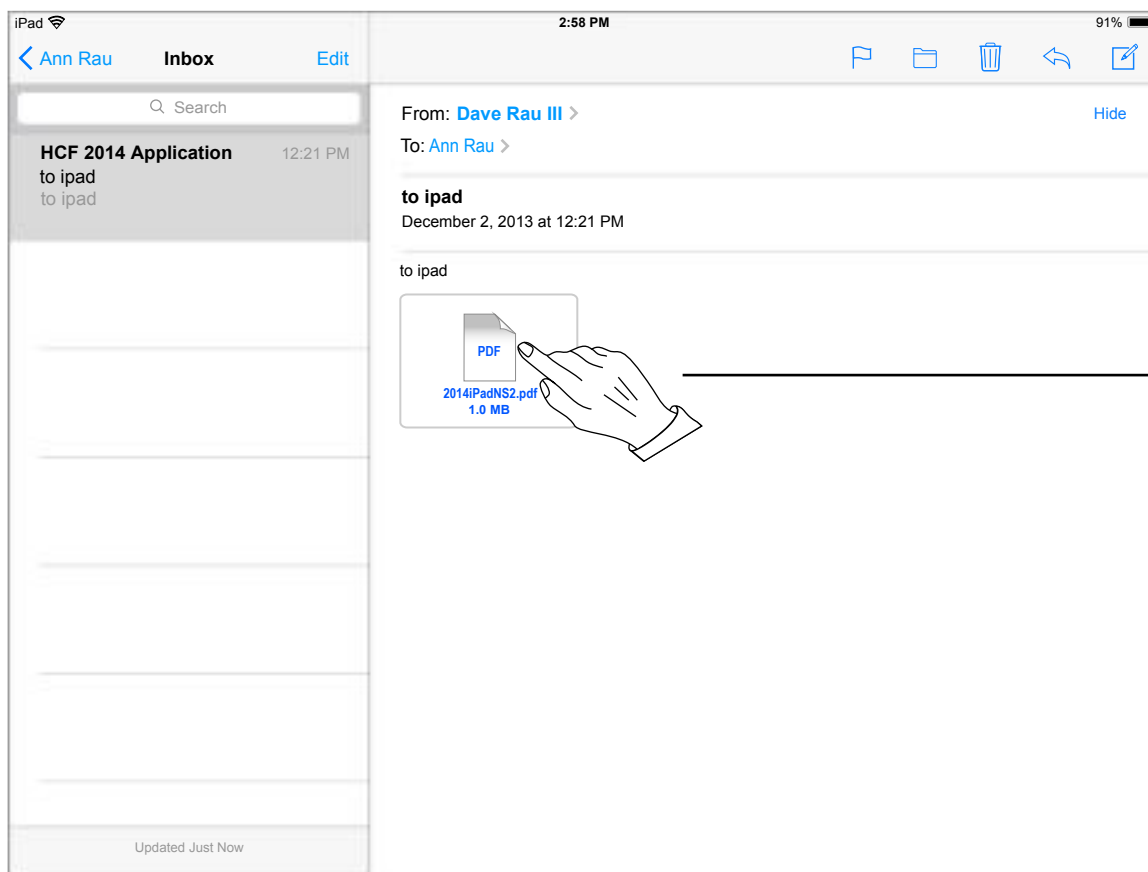 iPad 2:58 PM 91%
Ann Rau Inbox Edit
Search
HCF 2014 Application 12:21 PM
to ipad
to ipad
Updated Just Now
From: Dave Rau III
Hide
To: Ann Rau
to ipad
December 2, 2013 at 12:21 PM
to ipad
PDF
2014iPadNS2.pdf
1.0 MB